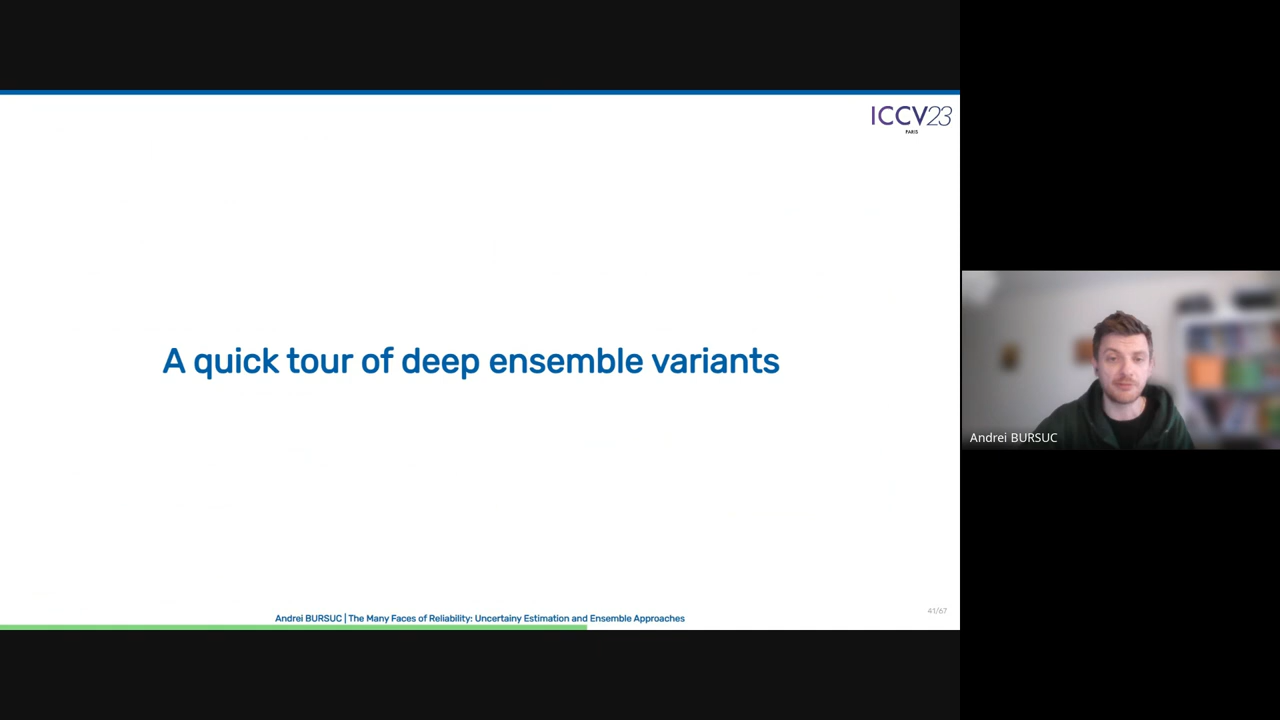 ICCV23
PARIS
A quick tour of deep ensemble variants
Andrei BURSUC
41/67
Andrei BURSUC | The Many Faces of Reliability: Uncertainy Estimation and Ensemble Approaches